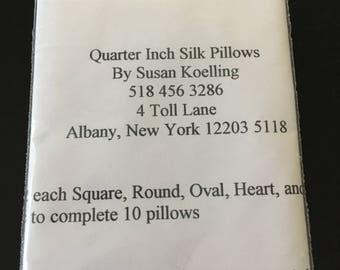 Quarter Inch Silk Pillows
By Susan Koelling
518 456 3286
4 Toll Lane
Albany, New York 12203 5118
each Square, Round, Oval, Heart, and
to complete 10 pillows